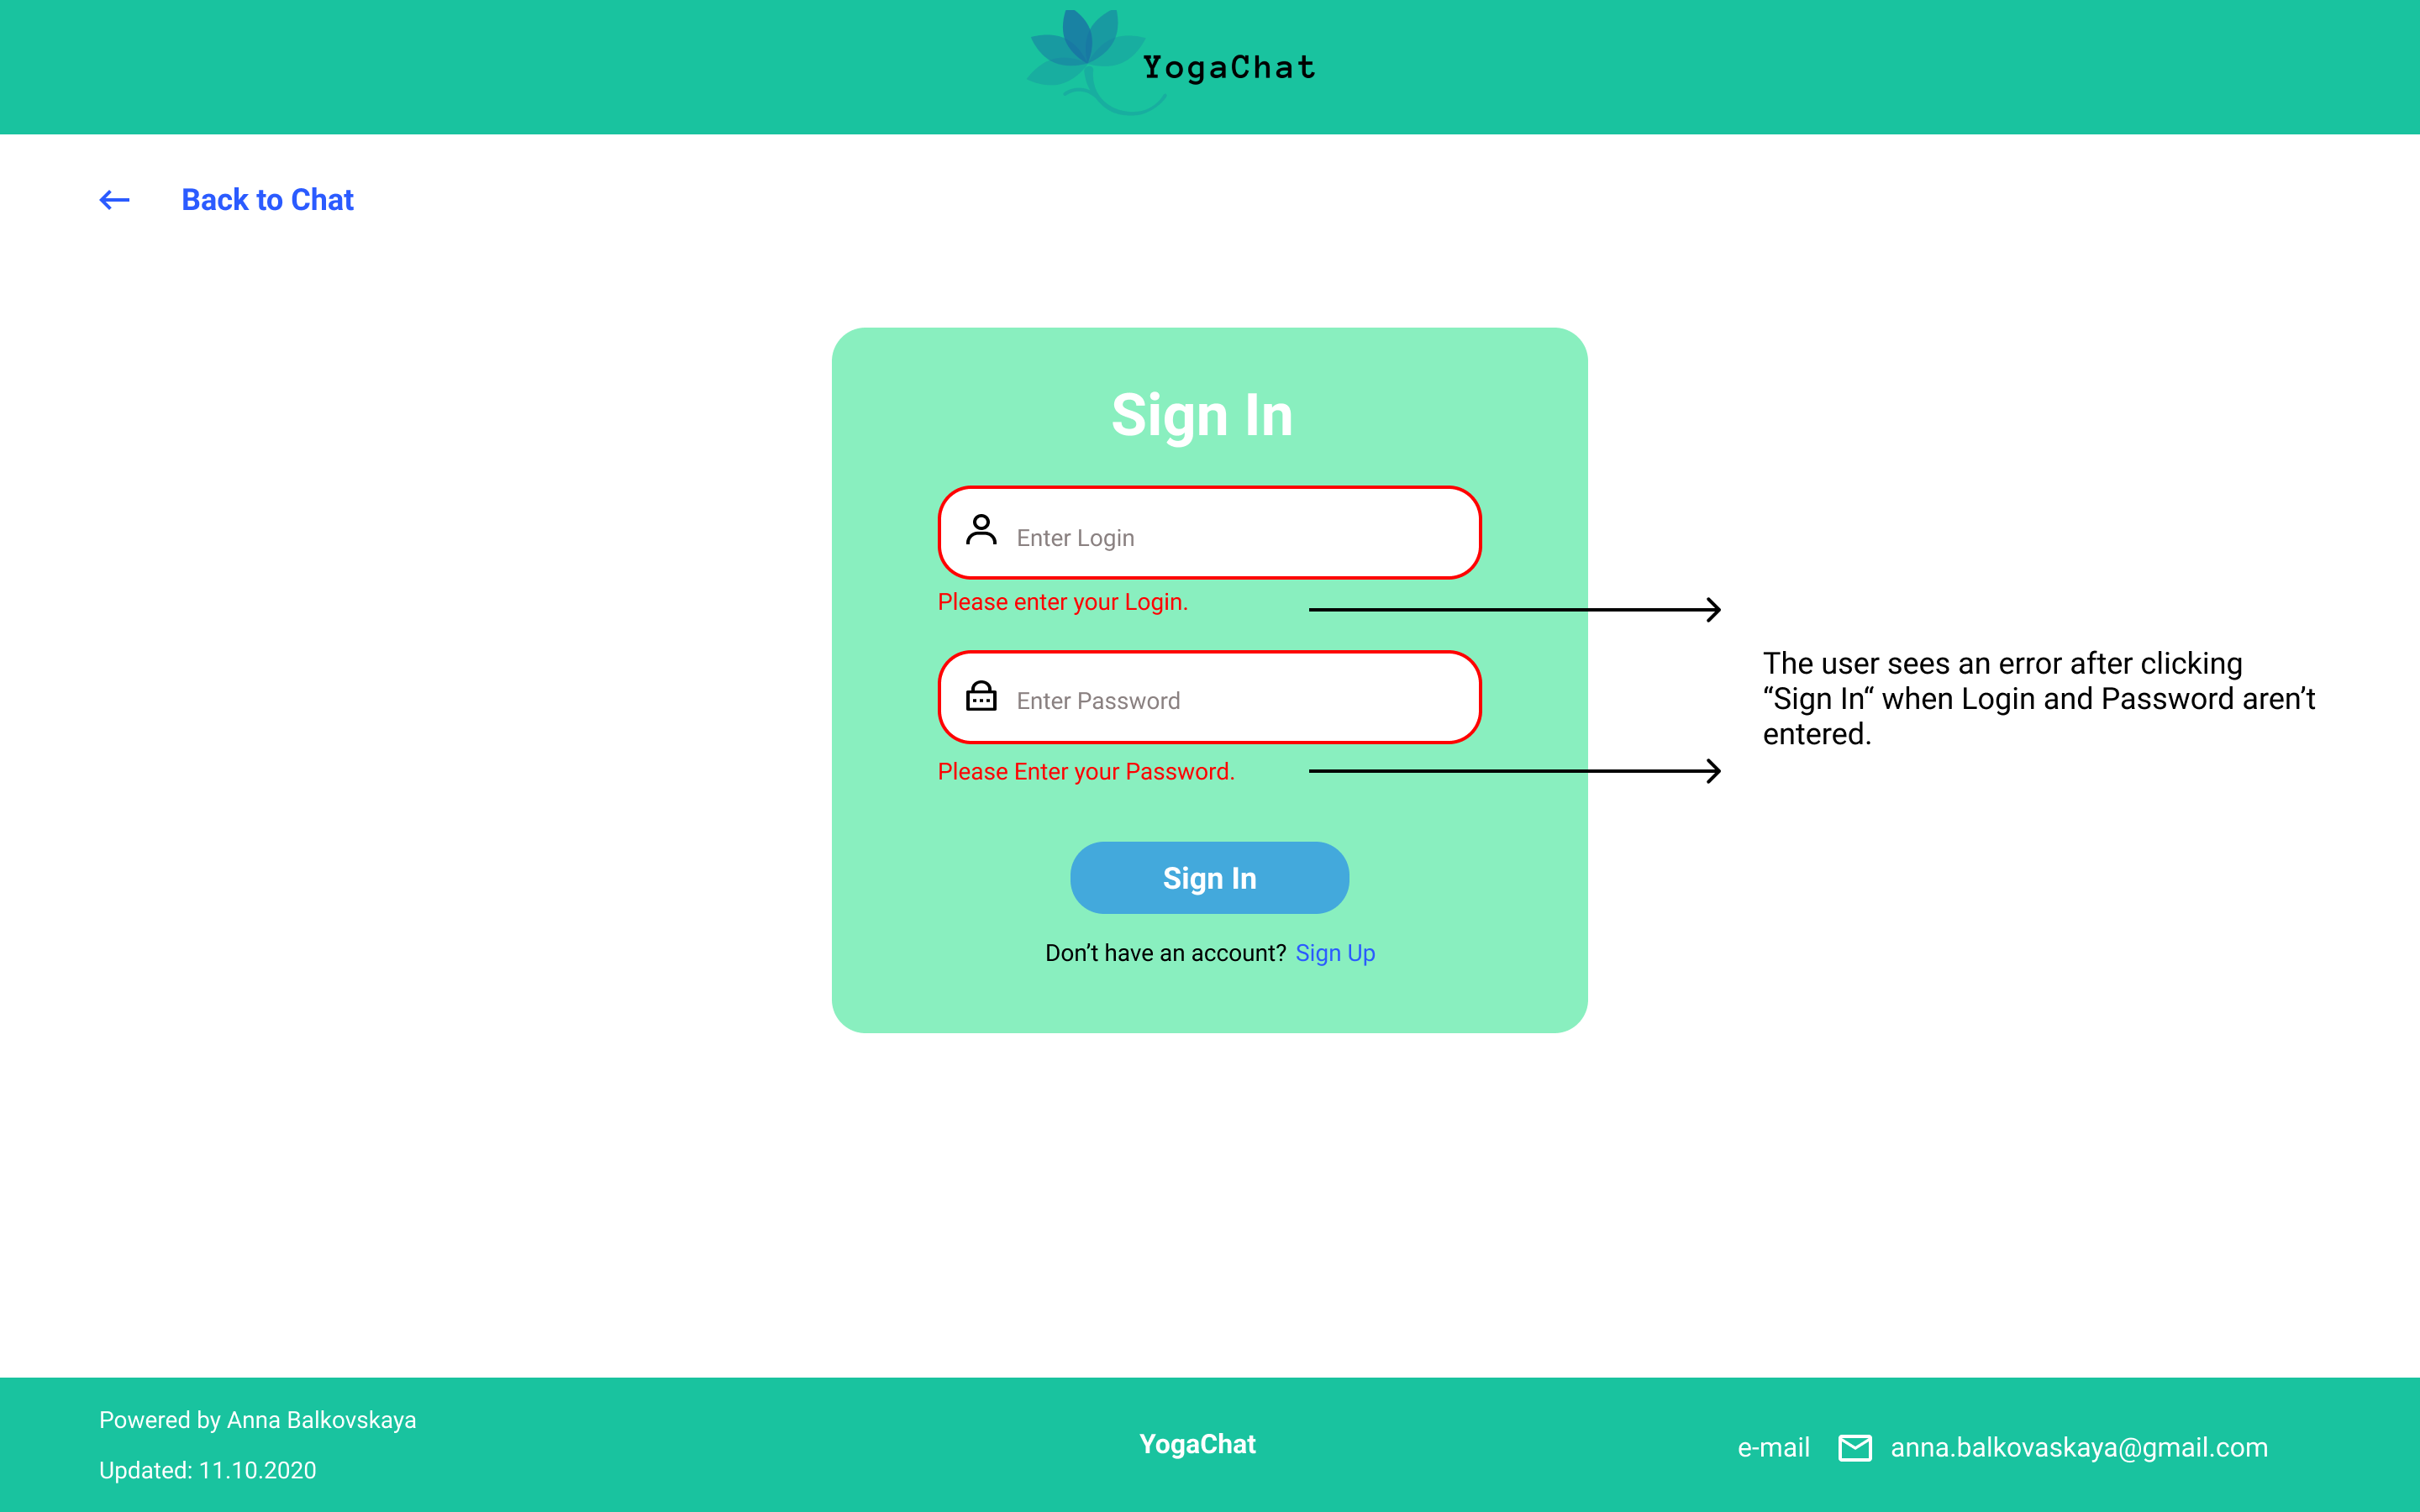 YogaChat
Back to Chat
Sign In
Enter Login
Please enter your Login.
Enter Password
Please Enter your Password.
The user sees an error after clicking
“Sign In“ when Login and Password aren’t
entered.
Sign In
Don’t have an account? Sign Up
Powered by Anna Balkovskaya
Updated: 11.10.2020
YogaChat
e-mail anna.balkovaskaya@gmail.com